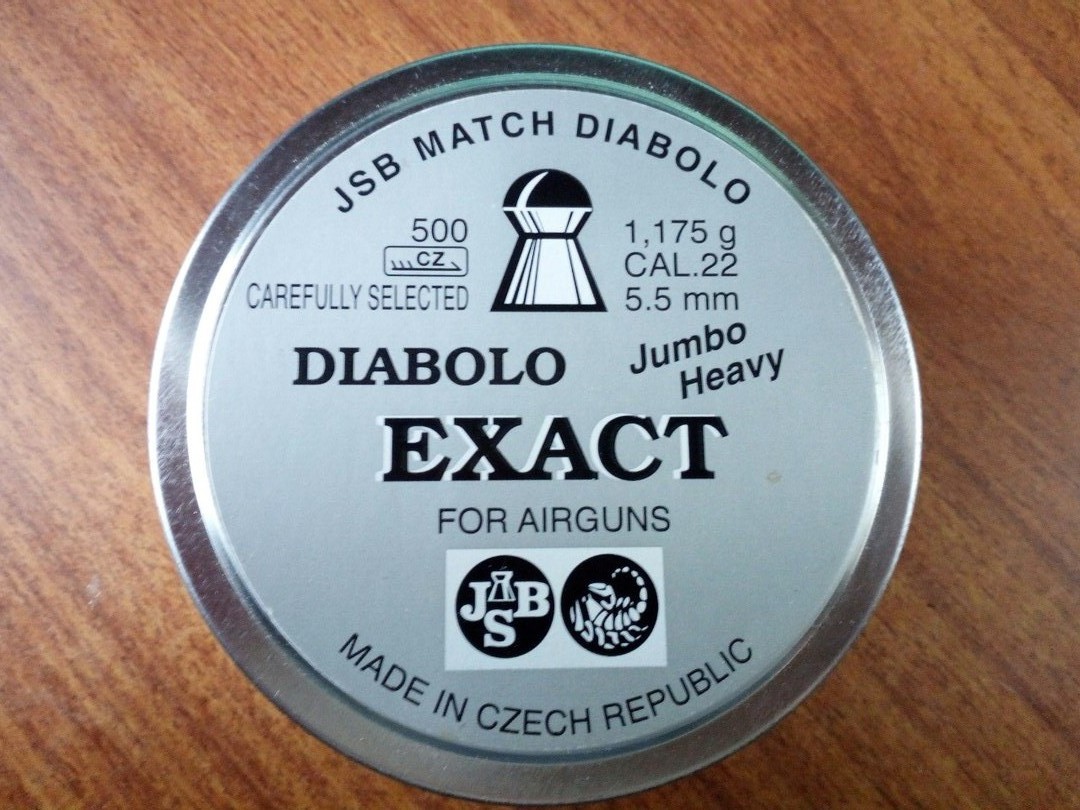 JSB MATCH DIABOLO
500
CZ
CAREFULLY SELECTED
1,175 g
CAL.22
5.5 mm
DIABOLO
Jumbo
Heavy
EXACT
FOR AIRGUNS
JSB
MADE IN CZECH REPUBLIC